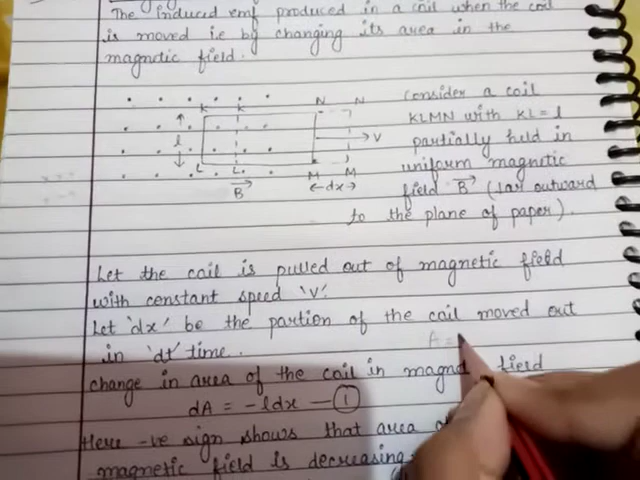 The induced emf produced in a coil when the coil
is moved i.e by changing its area in the
magnetic field.
K K N N
l
V
L L M M
B→
←dx→
Consider a coil
KLMN with KL = l
partially held in
uniform magnetic
field B→ (lar outward
to the plane of paper).
Let the coil is pulled out of magnetic field
with constant speed 'v'.
Let 'dx' be the partion of the coil moved out
in 'dt' time.
A =
change in area of the coil in field
dA = -ldx — ①
Here -ve sign shows that area
magnetic field is decreasing.